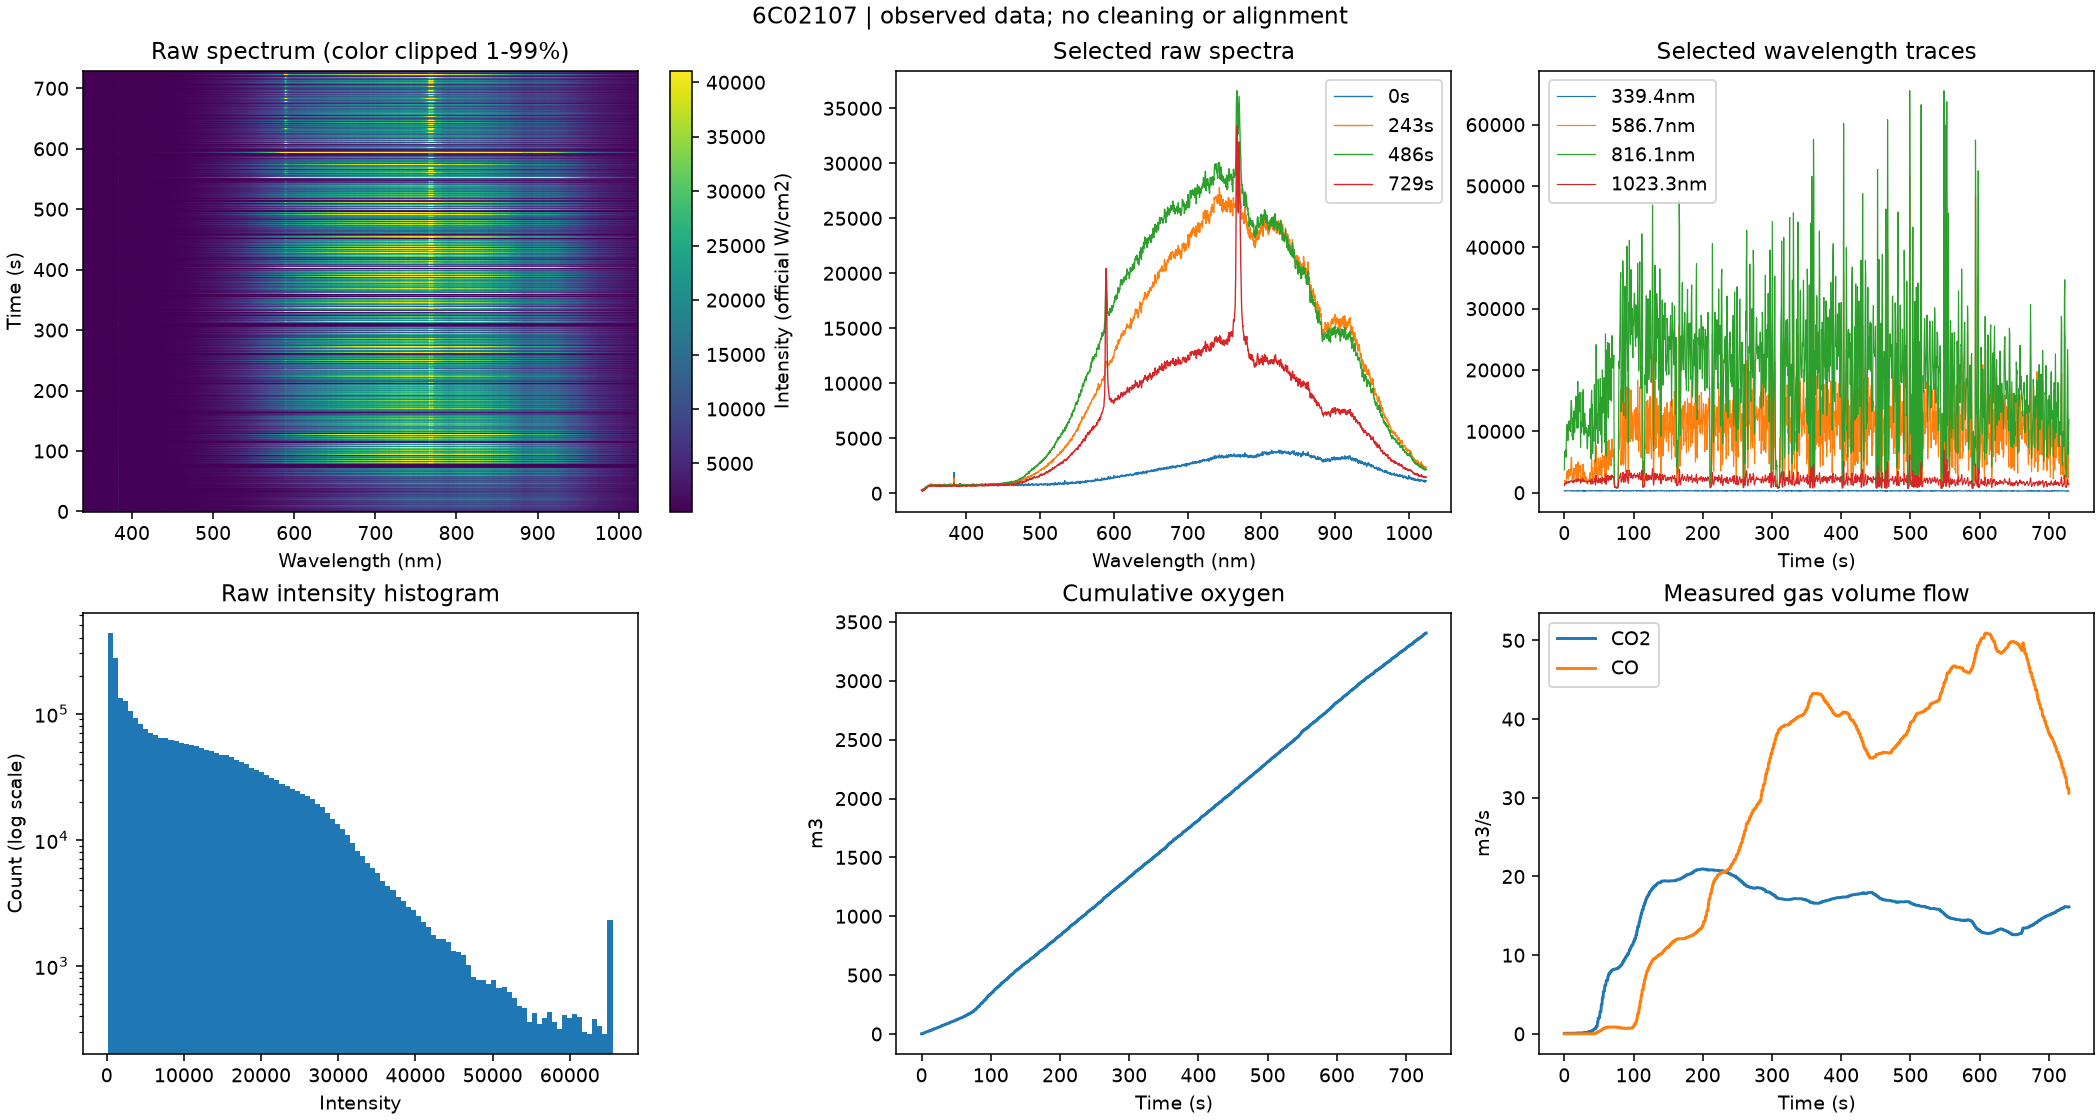 6C02107 | observed data; no cleaning or alignment
Raw spectrum (color clipped 1-99%)
700
600
500
400
300
200
100
0
Time (s)
400 500 600 700 800 900 1000
Wavelength (nm)
40000
35000
30000
25000
20000
15000
10000
5000
Intensity (official W/cm2)
Selected raw spectra
35000
30000
25000
20000
15000
10000
5000
0
0s
243s
486s
729s
400 500 600 700 800 900 1000
Wavelength (nm)
Selected wavelength traces
60000
50000
40000
30000
20000
10000
0
339.4nm
586.7nm
816.1nm
1023.3nm
0 100 200 300 400 500 600 700
Time (s)
Raw intensity histogram
10^5
10^4
10^3
Count (log scale)
0 10000 20000 30000 40000 50000 60000
Intensity
Cumulative oxygen
3500
3000
2500
2000
1500
1000
500
0
m3
0 100 200 300 400 500 600 700
Time (s)
Measured gas volume flow
50
40
30
20
10
0
m3/s
CO2
CO
0 100 200 300 400 500 600 700
Time (s)